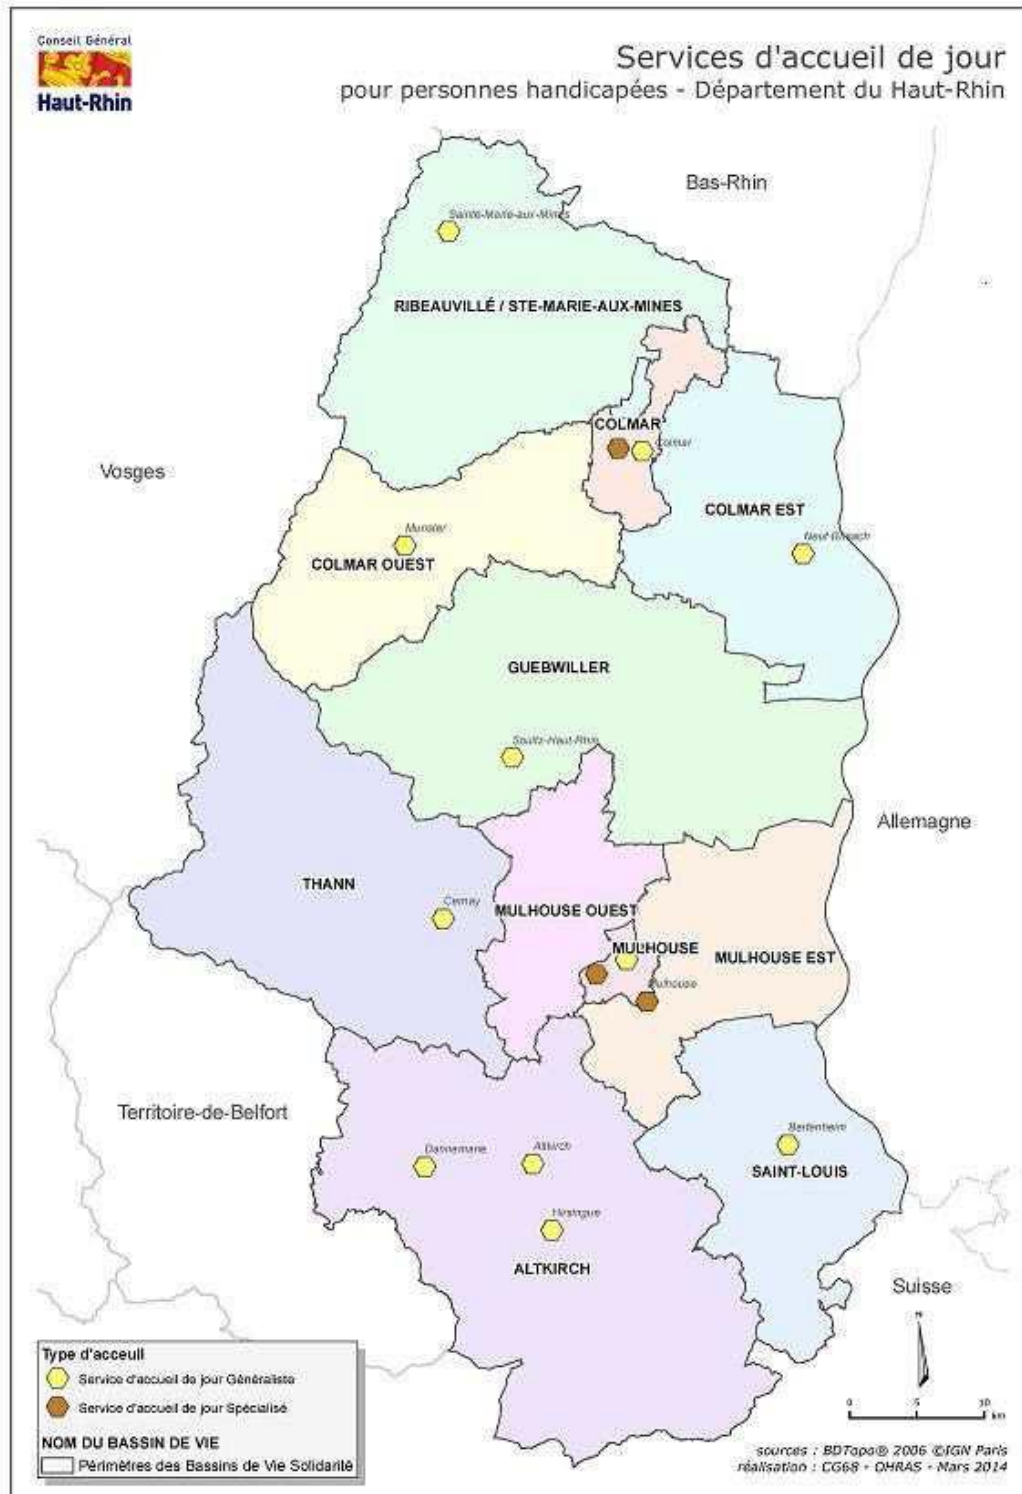 Conseil Général
Haut-Rhin
Services d'accueil de jour
pour personnes handicapées - Département du Haut-Rhin
Bas-Rhin
Sainte-Marie-aux-Mines
RIBEAUVILLÉ / STE-MARIE-AUX-MINES
COLMAR
Colmar
Vosges
COLMAR EST
Munster
Neuf-Brisach
COLMAR OUEST
GUEBWILLER
Soultz-Haut-Rhin
Allemagne
THANN
Cernay
MULHOUSE OUEST
MULHOUSE
MULHOUSE EST
Mulhouse
Territoire-de-Belfort
Bartenheim
Dannemarie
Altkirch
SAINT-LOUIS
Hirsingue
ALTKIRCH
Suisse
N
Type d'acceuil
Service d'accueil de jour Généraliste
Service d'accueil de jour Spécialisé
NOM DU BASSIN DE VIE
Périmètres des Bassins de Vie Solidarité
0 5 10
km
sources : BDTopo® 2006 ©IGN Paris
réalisation : CG68 - OHRAS - Mars 2014